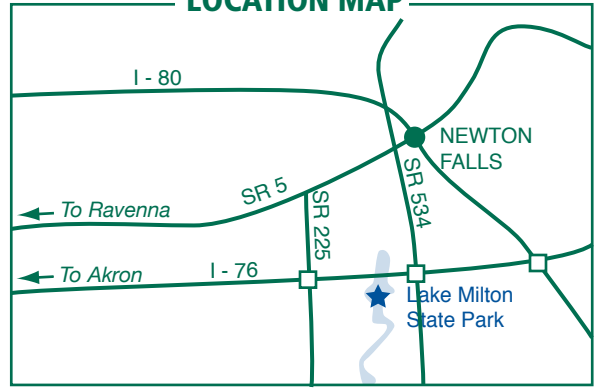 LOCATION MAP
I - 80
NEWTON
FALLS
SR 5
SR 534
To Ravenna
SR 225
To Akron
I - 76
Lake Milton
State Park